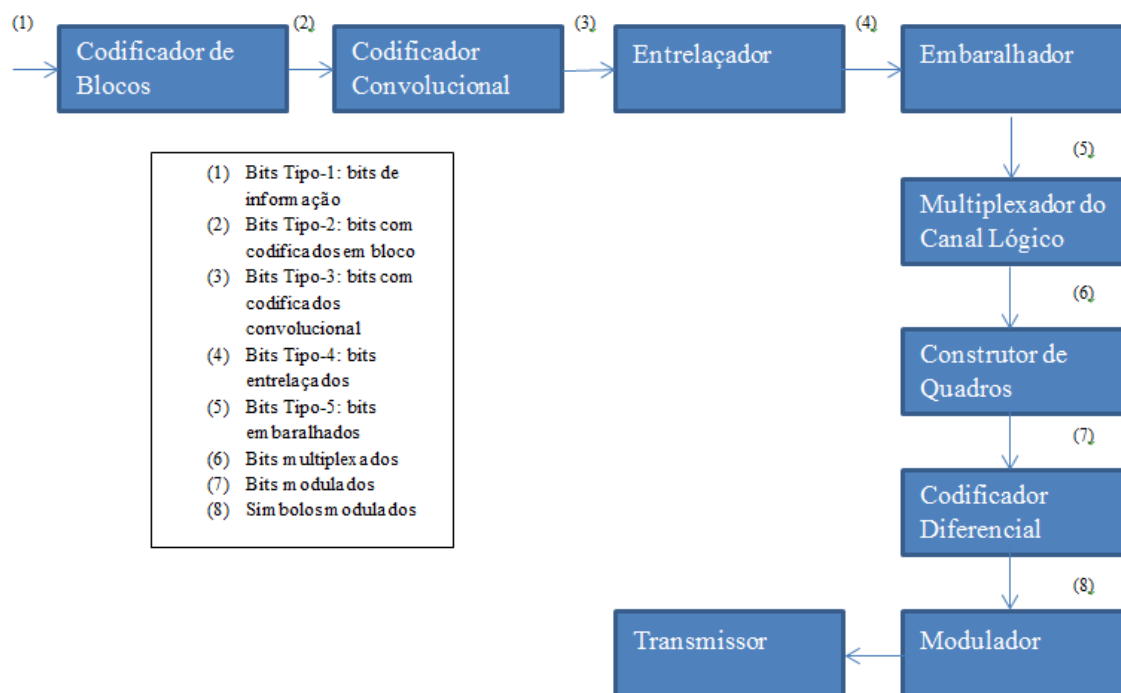 (1)
Codificador de
Blocos
(2)
Codificador
Convolucional
(3)
Entrelaçador
(4)
Embaralhador
(5)
Multiplexador do
Canal Lógico
(6)
Construtor de
Quadros
(7)
Codificador
Diferencial
(8)
Modulador
Transmissor
(1) Bits Tipo-1: bits de
informação
(2) Bits Tipo-2: bits com
codificados em bloco
(3) Bits Tipo-3: bits com
codificados
convolucional
(4) Bits Tipo-4: bits
entrelaçados
(5) Bits Tipo-5: bits
embaralhados
(6) Bits multiplexados
(7) Bits modulados
(8) Simbolos modulados